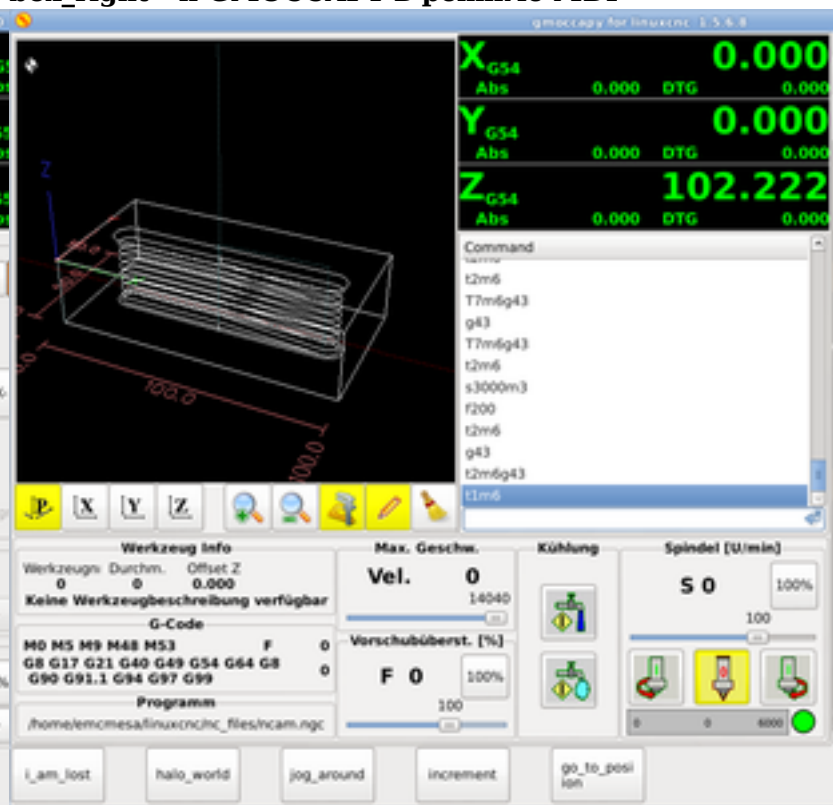 gmoccapy for linuxcnc 1.5.6.8
X G54 0.000
Abs 0.000 DTG 0.000
Y G54 0.000
Abs 0.000 DTG 0.000
Z G54 102.222
Abs 0.000 DTG 0.000
Z
100.0
100.0
Command
t2m6
T7m6g43
g43
T7m6g43
t2m6
s3000m3
f200
t2m6
g43
t2m6g43
t1m6
P X Y Z
Werkzeug Info
Werkzeugn Durchm. Offset Z
0 0 0.000
Keine Werkzeugbeschreibung verfügbar
G-Code
M0 M5 M9 M48 M53 F 0
G8 G17 G21 G40 G49 G54 G64 G8 0
G90 G91.1 G94 G97 G99
Programm
/home/emcmesa/linuxcnc/nc_files/ncam.ngc
Max. Geschw.
Vel. 0
14040
Vorschubüberst. [%]
F 0 100%
100
Kühlung
Spindel [U/min]
S 0 100%
100
0 0 6000
i_am_lost
halo_world
jog_around
increment
go_to_posi
ion